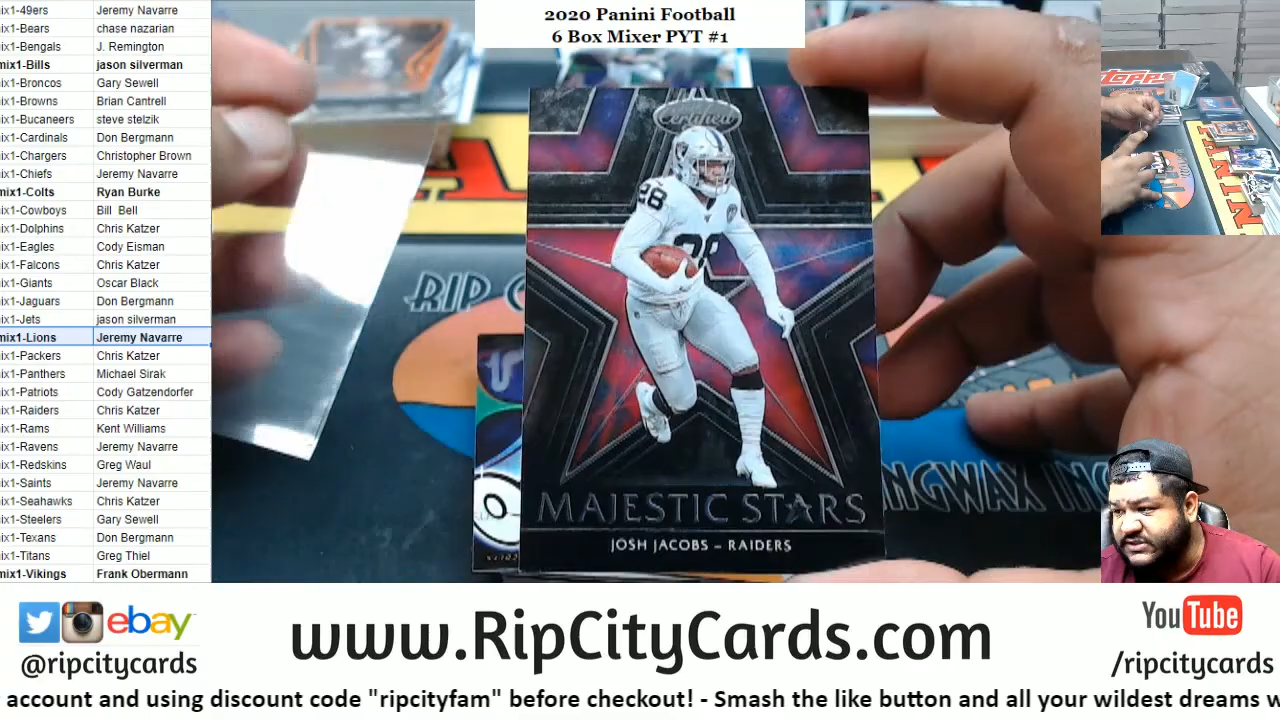 2020 Panini Football
6 Box Mixer PYT #1
ix1-49ers Jeremy Navarre
ix1-Bears chase nazarian
ix1-Bengals J. Remington
mix1-Bills jason silverman
ix1-Broncos Gary Sewell
ix1-Browns Brian Cantrell
ix1-Bucaneers steve stelzik
ix1-Cardinals Don Bergmann
ix1-Chargers Christopher Brown
ix1-Chiefs Jeremy Navarre
mix1-Colts Ryan Burke
ix1-Cowboys Bill Bell
ix1-Dolphins Chris Katzer
ix1-Eagles Cody Eisman
ix1-Falcons Chris Katzer
ix1-Giants Oscar Black
ix1-Jaguars Don Bergmann
ix1-Jets jason silverman
mix1-Lions Jeremy Navarre
ix1-Packers Chris Katzer
ix1-Panthers Michael Sirak
ix1-Patriots Cody Gatzendorfer
ix1-Raiders Chris Katzer
ix1-Rams Kent Williams
ix1-Ravens Jeremy Navarre
ix1-Redskins Greg Waul
ix1-Saints Jeremy Navarre
ix1-Seahawks Chris Katzer
ix1-Steelers Gary Sewell
ix1-Texans Don Bergmann
ix1-Titans Greg Thiel
mix1-Vikings Frank Obermann
Certified
28
28
MAJESTIC STARS
JOSH JACOBS – RAIDERS
RIP C
NGWAX INC
TOPPS
ebay
@ripcitycards
www.RipCityCards.com
YouTube
/ripcitycards
account and using discount code "ripcityfam" before checkout! - Smash the like button and all your wildest dreams w